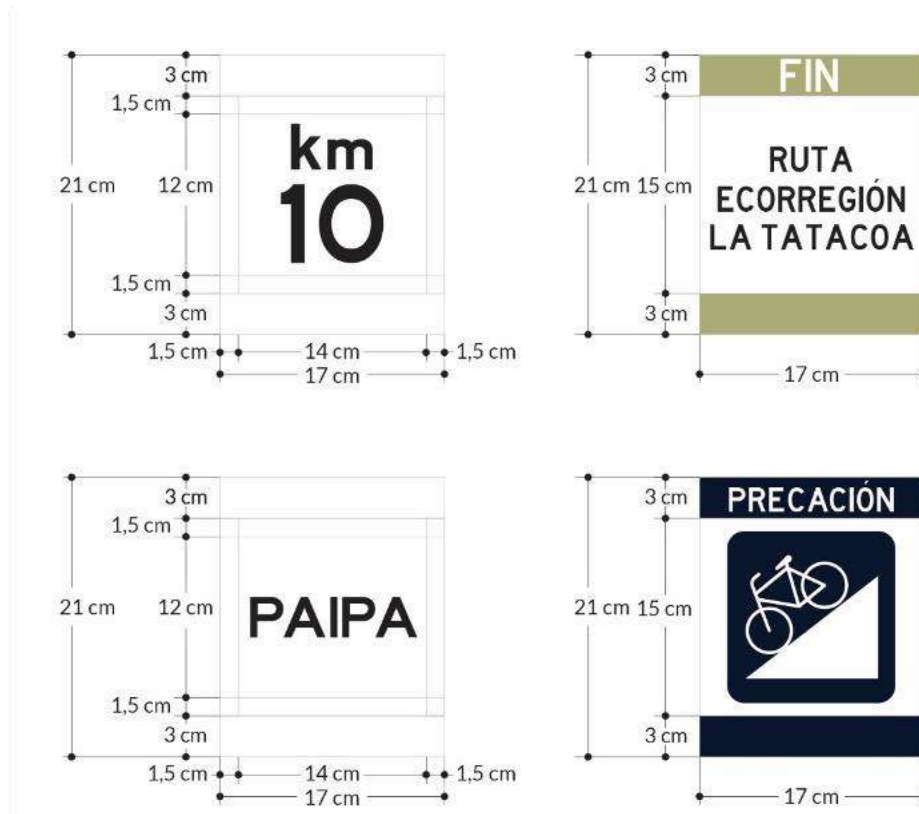 3 cm
1,5 cm
km
10
21 cm
12 cm
1,5 cm
3 cm
1,5 cm
14 cm
1,5 cm
17 cm
3 cm
FIN
RUTA
ECORREGIÓN
LA TATACOA
21 cm
15 cm
3 cm
17 cm
3 cm
1,5 cm
PAIPA
21 cm
12 cm
1,5 cm
3 cm
1,5 cm
14 cm
1,5 cm
17 cm
3 cm
PRECACIÓN
21 cm
15 cm
3 cm
17 cm